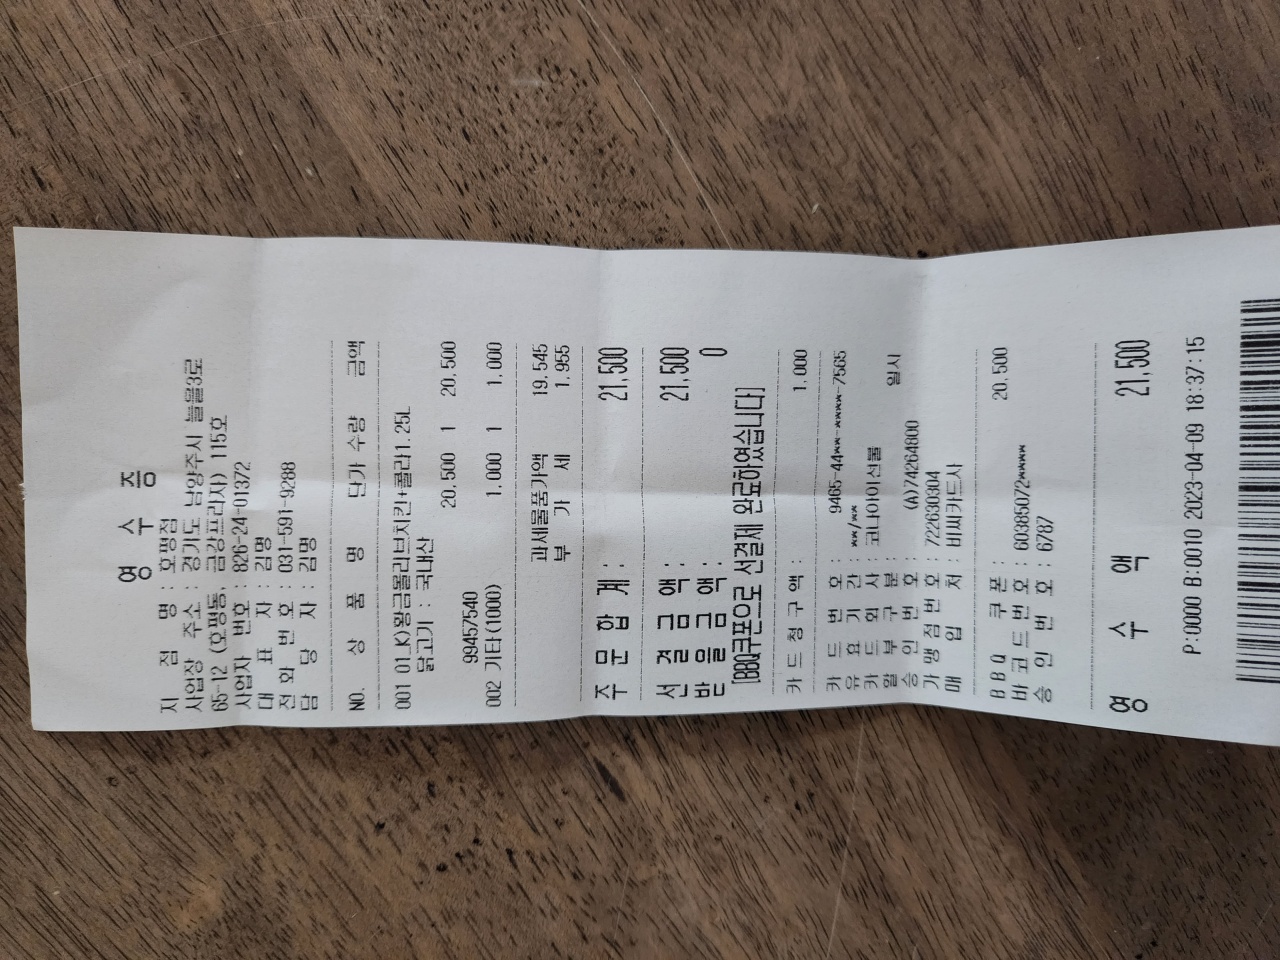 영 수 증
지 점 명 : 호평점
사업장 주소 : 경기도 남양주시 늘을3로
65-12 (호평동 금강프라자) 115호
사업자 번호 : 826-24-01372
대 표 자 : 김명
전화 번 호 : 031-591-9288
담 당 자 : 김명
NO. 상 품 명 단가 수량 금액
001 01_K)황금올리브치킨+콜라1.25L
닭고기 : 국내산
20,500 1 20,500
99457540
002 기타(1000) 1,000 1 1,000
과세물품가액 19,545
부 가 세 1,955
주 문 합 계 : 21,500
선 결 제 금 액 : 21,500
받 을 금 액 : 0
[BBQ쿠폰으로 선결제 완료하였습니다]
카 드 청 구 액 : 1,000
카 드 번 호 : 9465-44**-****-7565
유 효 기 간 : **/**
카 드 회 사 : 코나아이선불
할 부 구 분 : 일시
승 인 번 호 : (A)74264800
가 맹 점 번 호 : 722630304
매 입 처 : 비씨카드사
B B Q 쿠 폰 : 20,500
바 코 드 번 호 : 60385072****
승 인 번 호 : 6787
영 수 액 21,500
P:0000 B:0010 2023-04-09 18:37:15